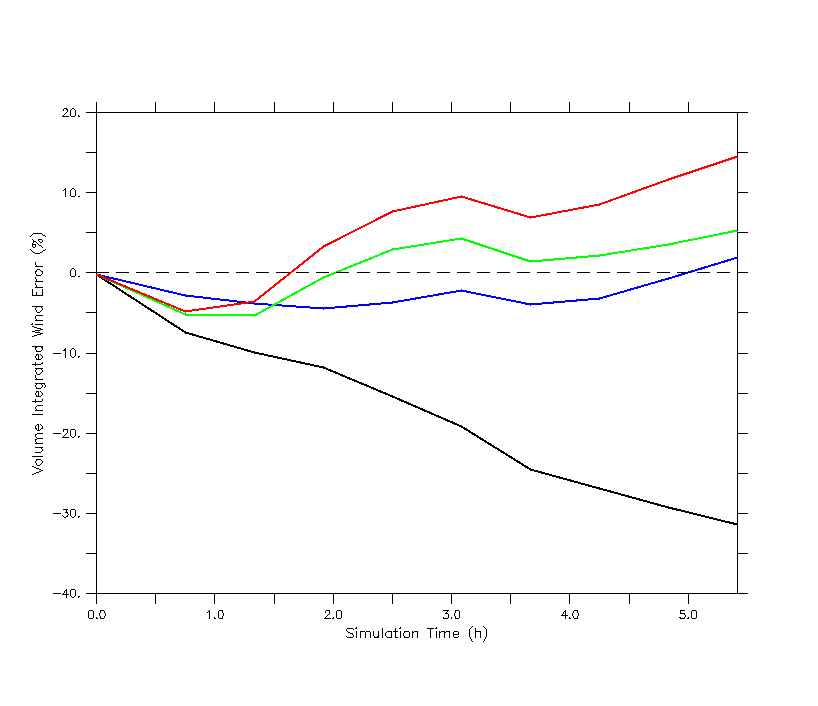 20.
10.
0.
-10.
-20.
-30.
-40.
Volume Integrated Wind Error (%)
0.0 1.0 2.0 3.0 4.0 5.0
Simulation Time (h)